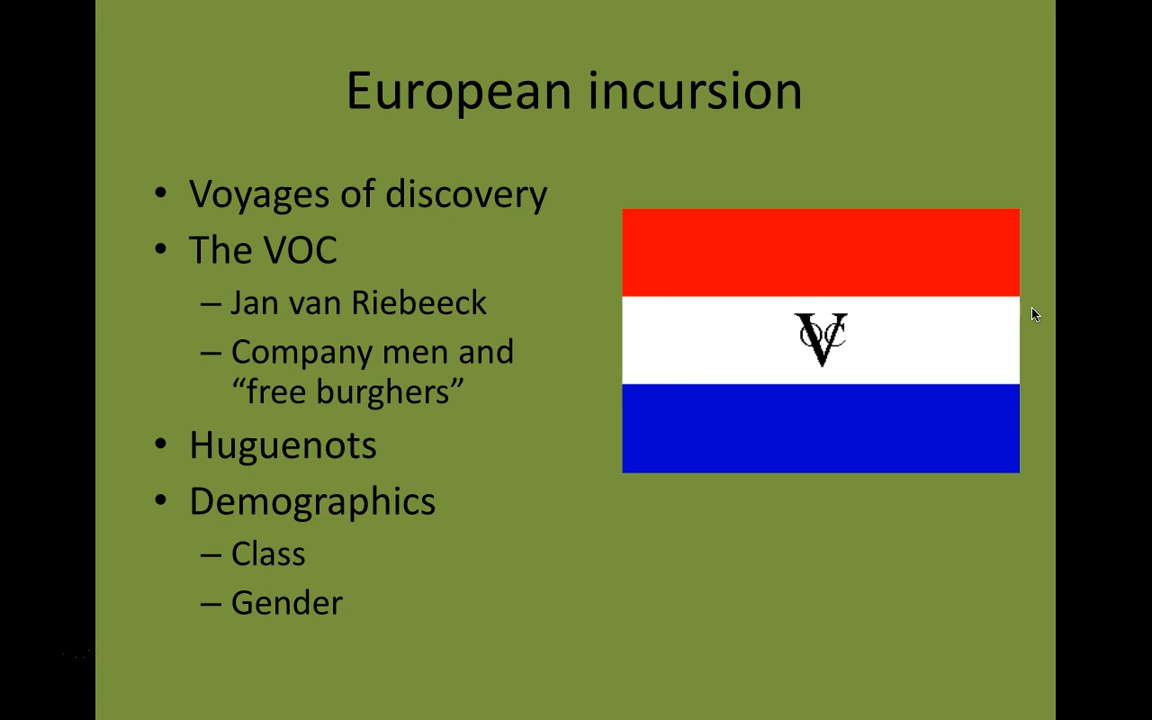 European incursion
• Voyages of discovery
• The VOC
– Jan van Riebeeck
– Company men and
“free burghers”
• Huguenots
• Demographics
– Class
– Gender
VOC